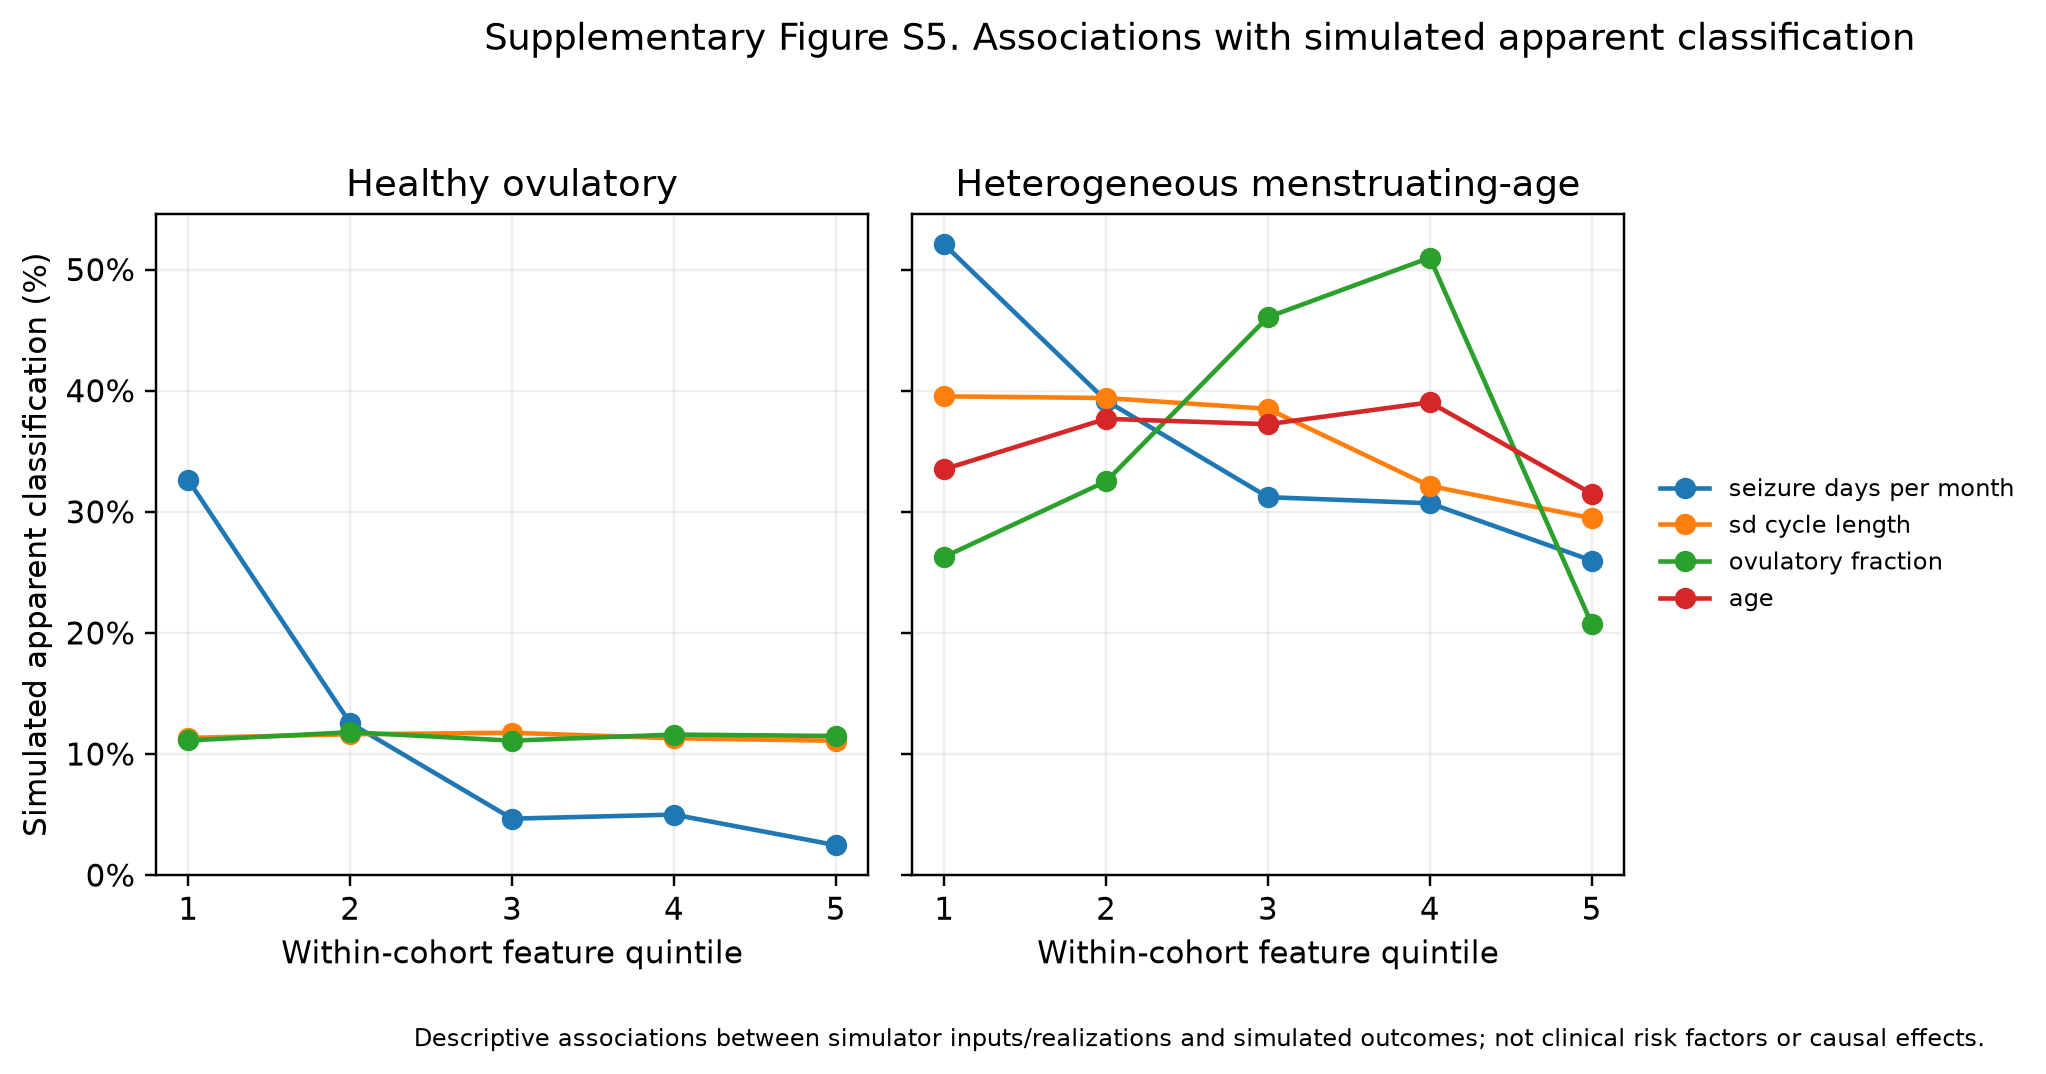 Supplementary Figure S5. Associations with simulated apparent classification
Healthy ovulatory
Heterogeneous menstruating-age
Simulated apparent classification (%)
50%
40%
30%
20%
10%
0%
1 2 3 4 5
1 2 3 4 5
Within-cohort feature quintile
Within-cohort feature quintile
seizure days per month
sd cycle length
ovulatory fraction
age
Descriptive associations between simulator inputs/realizations and simulated outcomes; not clinical risk factors or causal effects.